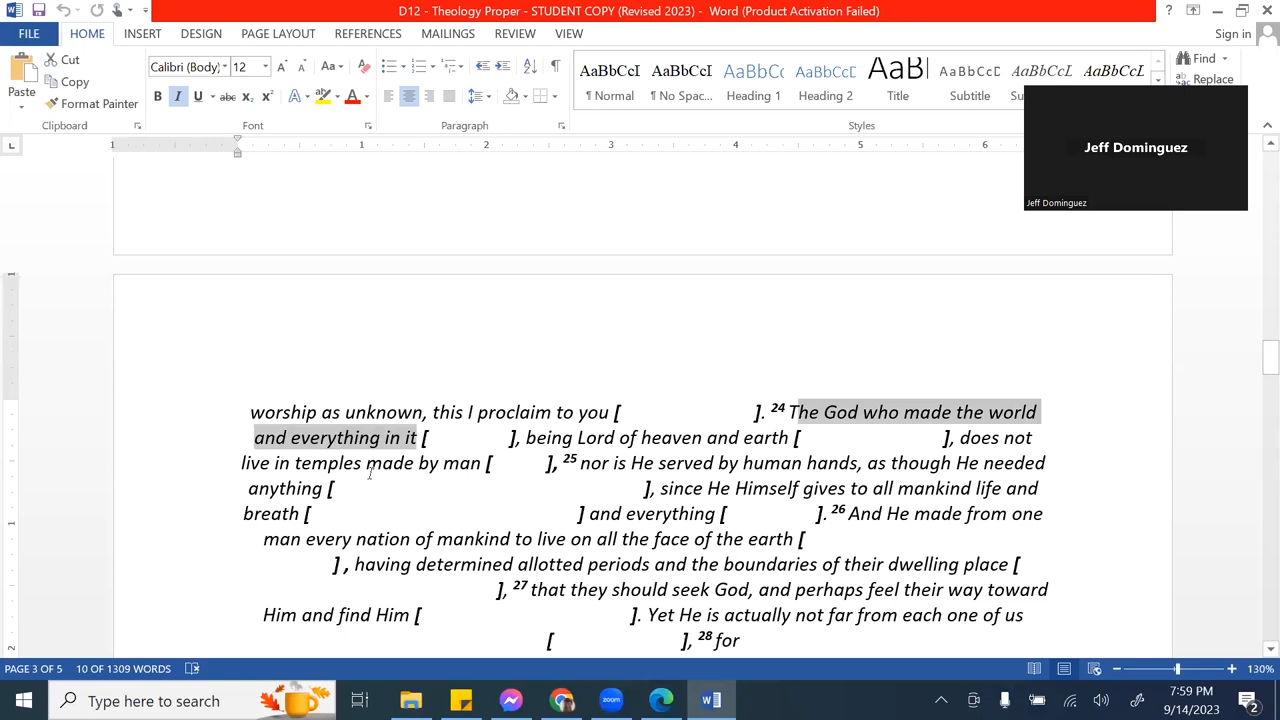 D12 - Theology Proper - STUDENT COPY (Revised 2023) - Word (Product Activation Failed)
FILE HOME INSERT DESIGN PAGE LAYOUT REFERENCES MAILINGS REVIEW VIEW Sign in
Paste Cut Copy Format Painter
Calibri (Body) 12
AaBbCcI AaBbCcI AaBbCc AaBbCc AaBl AaBbCcD AaBbCcL AaBbCcL
¶ Normal ¶ No Spac... Heading 1 Heading 2 Title Subtitle
Find Replace
Clipboard Font Paragraph Styles
1 1 2 3 4 5 6
Jeff Dominguez
Jeff Dominguez
worship as unknown, this I proclaim to you [ ]. 24 The God who made the world
and everything in it [ ], being Lord of heaven and earth [ ], does not
live in temples made by man [ ], 25 nor is He served by human hands, as though He needed
anything [ ], since He Himself gives to all mankind life and
breath [ ] and everything [ ]. 26 And He made from one
man every nation of mankind to live on all the face of the earth [
] , having determined allotted periods and the boundaries of their dwelling place [
], 27 that they should seek God, and perhaps feel their way toward
Him and find Him [ ]. Yet He is actually not far from each one of us
[ ], 28 for
PAGE 3 OF 5 10 OF 1309 WORDS 130%
Type here to search
7:59 PM
9/14/2023
2